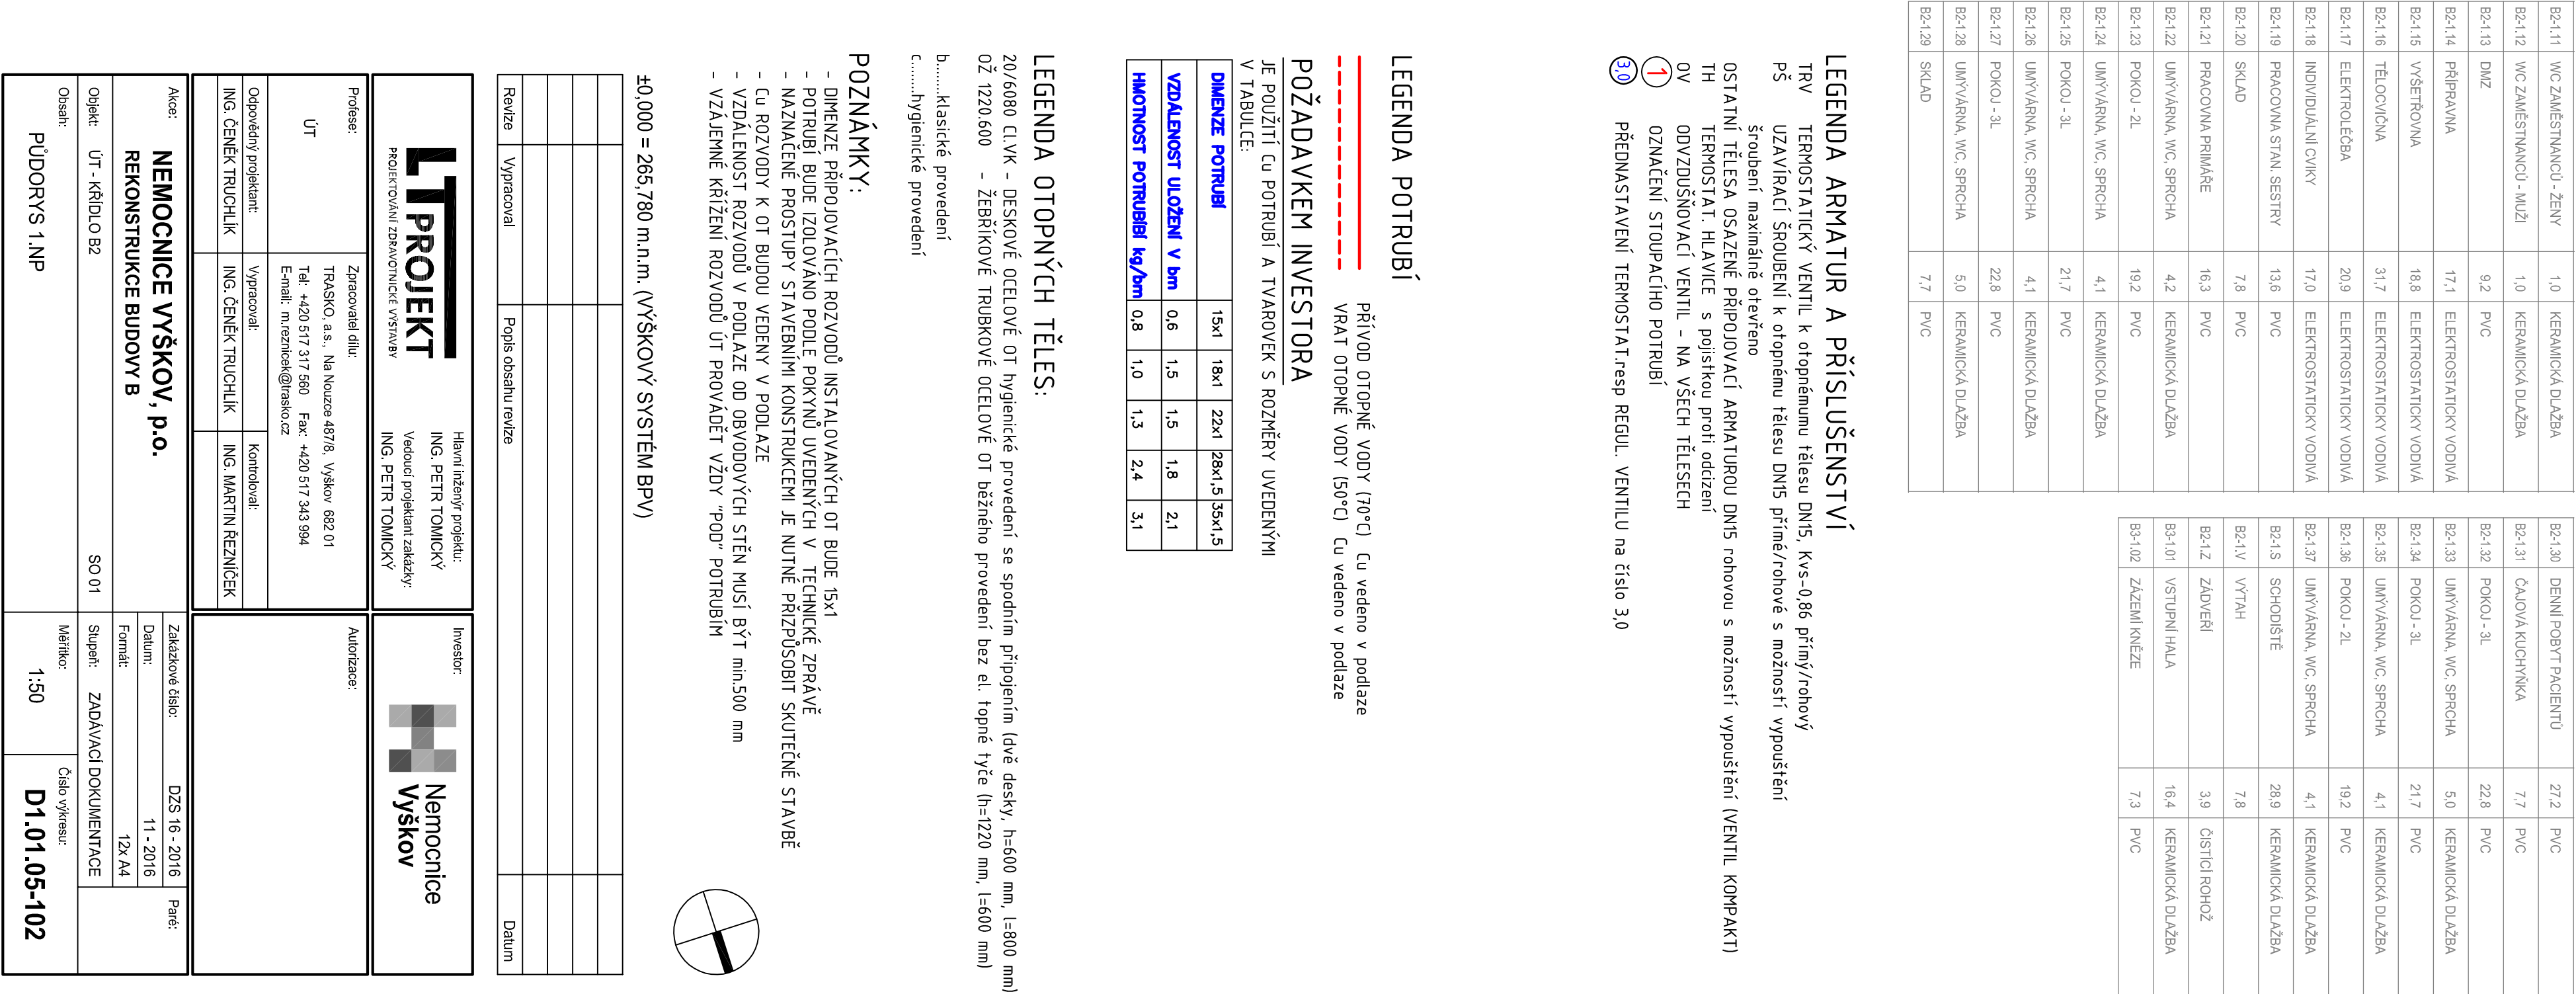 B2-1.11 WC ZAMĚSTNANCŮ - ŽENY 1,0 KERAMICKÁ DLAŽBA
B2-1.12 WC ZAMĚSTNANCŮ - MUŽI 1,0 KERAMICKÁ DLAŽBA
B2-1.13 DMZ 9,2 PVC
B2-1.14 PŘÍPRAVNA 17,1 ELEKTROSTATICKY VODIVÁ
B2-1.15 VYŠETŘOVNA 18,8 ELEKTROSTATICKY VODIVÁ
B2-1.16 TĚLOCVIČNA 31,7 ELEKTROSTATICKY VODIVÁ
B2-1.17 ELEKTROLÉČBA 20,9 ELEKTROSTATICKY VODIVÁ
B2-1.18 INDIVIDUÁLNÍ CVIKY 17,0 ELEKTROSTATICKY VODIVÁ
B2-1.19 PRACOVNA STAN. SESTRY 13,6 PVC
B2-1.20 SKLAD 7,8 PVC
B2-1.21 PRACOVNA PRIMÁŘE 16,3 PVC
B2-1.22 UMÝVÁRNA, WC, SPRCHA 4,2 KERAMICKÁ DLAŽBA
B2-1.23 POKOJ - 2L 19,2 PVC
B2-1.24 UMÝVÁRNA, WC, SPRCHA 4,1 KERAMICKÁ DLAŽBA
B2-1.25 POKOJ - 3L 21,7 PVC
B2-1.26 UMÝVÁRNA, WC, SPRCHA 4,1 KERAMICKÁ DLAŽBA
B2-1.27 POKOJ - 3L 22,8 PVC
B2-1.28 UMÝVÁRNA, WC, SPRCHA 5,0 KERAMICKÁ DLAŽBA
B2-1.29 SKLAD 7,7 PVC
B2-1.30 DENNÍ POBYT PACIENTŮ 27,2 PVC
B2-1.31 ČAJOVÁ KUCHYŇKA 7,7 PVC
B2-1.32 POKOJ - 3L 22,8 PVC
B2-1.33 UMÝVÁRNA, WC, SPRCHA 5,0 KERAMICKÁ DLAŽBA
B2-1.34 POKOJ - 3L 21,7 PVC
B2-1.35 UMÝVÁRNA, WC, SPRCHA 4,1 KERAMICKÁ DLAŽBA
B2-1.36 POKOJ - 2L 19,2 PVC
B2-1.37 UMÝVÁRNA, WC, SPRCHA 4,1 KERAMICKÁ DLAŽBA
B2-1.S SCHODIŠTĚ 28,9 KERAMICKÁ DLAŽBA
B2-1.V VÝTAH 7,8
B2-1.Z ZÁDVEŘÍ 3,9 ČISTÍCÍ ROHOŽ
B3-1.01 VSTUPNÍ HALA 16,4 KERAMICKÁ DLAŽBA
B3-1.02 ZÁZEMÍ KNĚZE 7,3 PVC
LEGENDA ARMATUR A PŘÍSLUŠENSTVÍ
TRV TERMOSTATICKÝ VENTIL k otopnémumu tělesu DN15, Kvs-0,86 přímý/rohový
PŠ UZAVÍRACÍ ŠROUBENÍ k otopnému tělesu DN15 přímé/rohové s možností vypouštění
šroubení maximálně otevřeno
OSTATNÍ TĚLESA OSAZENÉ PŘIPOJOVACÍ ARMATUROU DN15 rohovou s možností vypouštění (VENTIL KOMPAKT)
TH TERMOSTAT. HLAVICE s pojistkou proti odcizení
OV ODVZDUŠŇOVACÍ VENTIL - NA VŠECH TĚLESECH
1 OZNAČENÍ STOUPACÍHO POTRUBÍ
3,0 PŘEDNASTAVENÍ TERMOSTAT.resp REGUL. VENTILU na číslo 3,0
LEGENDA POTRUBÍ
PŘÍVOD OTOPNÉ VODY (70°C) Cu vedeno v podlaze
VRAT OTOPNÉ VODY (50°C) Cu vedeno v podlaze
POŽADAVKEM INVESTORA
JE POUŽITÍ Cu POTRUBÍ A TVAROVEK S ROZMĚRY UVEDENÝMI
V TABULCE:
DIMENZE POTRUBÍ 15x1 18x1 22x1 28x1,5 35x1,5
VZDÁLENOST ULOŽENÍ V bm 0,6 1,5 1,5 1,8 2,1
HMOTNOST POTRUBÍBÍ kg/bm 0,8 1,0 1,3 2,4 3,1
LEGENDA OTOPNÝCH TĚLES:
20/6080 CLVK - DESKOVÉ OCELOVÉ OT hygienické provedení se spodním připojením (dvě desky, h=600 mm, l=800 mm)
OŽ 1220.600 - ŽEBŘÍKOVÉ TRUBKOVÉ OCELOVÉ OT běžného provedení bez el. topné tyče (h=1220 mm, l=600 mm)
b........klasické provedení
c........hygienické provedení
POZNÁMKY:
- DIMENZE PŘIPOJOVACÍCH ROZVODŮ INSTALOVANÝCH OT BUDE 15x1
- POTRUBÍ BUDE IZOLOVÁNO PODLE POKYNŮ UVEDENÝCH V TECHNICKÉ ZPRÁVĚ
- NAZNAČENÉ PROSTUPY STAVEBNÍMI KONSTRUKCEMI JE NUTNÉ PŘIZPŮSOBIT SKUTEČNÉ STAVBĚ
- Cu ROZVODY K OT BUDOU VEDENY V PODLAZE
- VZDÁLENOST ROZVODŮ V PODLAZE OD OBVODOVÝCH STĚN MUSÍ BÝT min.500 mm
- VZÁJEMNÉ KŘÍŽENÍ ROZVODŮ ÚT PROVÁDĚT VŽDY "POD" POTRUBÍM
±0,000 = 265,780 m.n.m. (VÝŠKOVÝ SYSTÉM BPV)
Revize Vypracoval Popis obsahu revize Datum
LT PROJEKT
PROJEKTOVÁNÍ ZDRAVOTNICKÉ VÝSTAVBY
Hlavní inženýr projektu:
ING. PETR TOMICKÝ
Vedoucí projektant zakázky:
ING. PETR TOMICKÝ
Investor:
Nemocnice
Vyškov
Profese:
ÚT
Zpracovatel dílu:
TRASKO, a.s., Na Nouzce 487/8, Vyškov 682 01
Tel: +420 517 317 560 Fax: +420 517 343 994
E-mail: m.reznicek@trasko.cz
Autorizace:
Odpovědný projektant: Vypracoval: Kontroloval:
ING. ČENĚK TRUCHLÍK ING. ČENĚK TRUCHLÍK ING. MARTIN ŘEZNÍČEK
Akce:
NEMOCNICE VYŠKOV, p.o.
REKONSTRUKCE BUDOVY B
Zakázkové číslo: DZS 16 - 2016
Datum: 11 - 2016
Formát: 12x A4
Paré:
Objekt: ÚT - KŘÍDLO B2 SO 01
Stupeň: ZADÁVACÍ DOKUMENTACE
Obsah:
PŮDORYS 1.NP
Měřítko:
1:50
Číslo výkresu:
D1.01.05-102